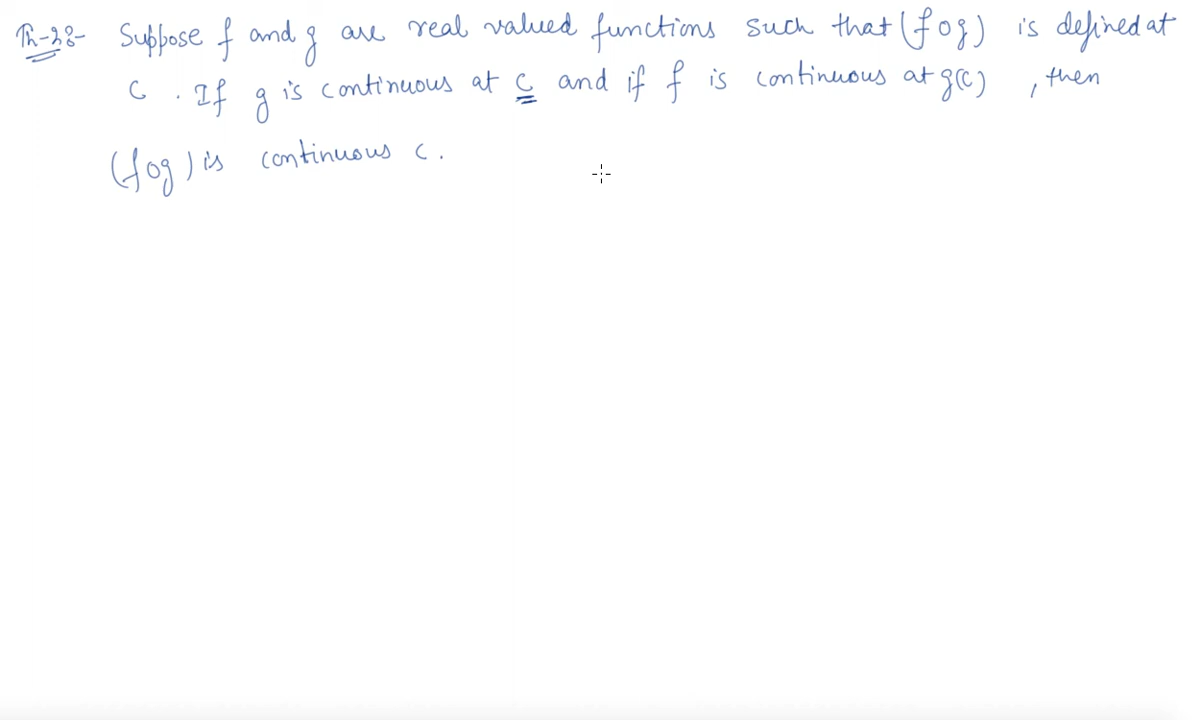 Th-28- Suppose f and g are real valued functions such that (fog) is defined at
c . If g is continuous at c and if f is continuous at g(c) , then
(fog) is continuous c .